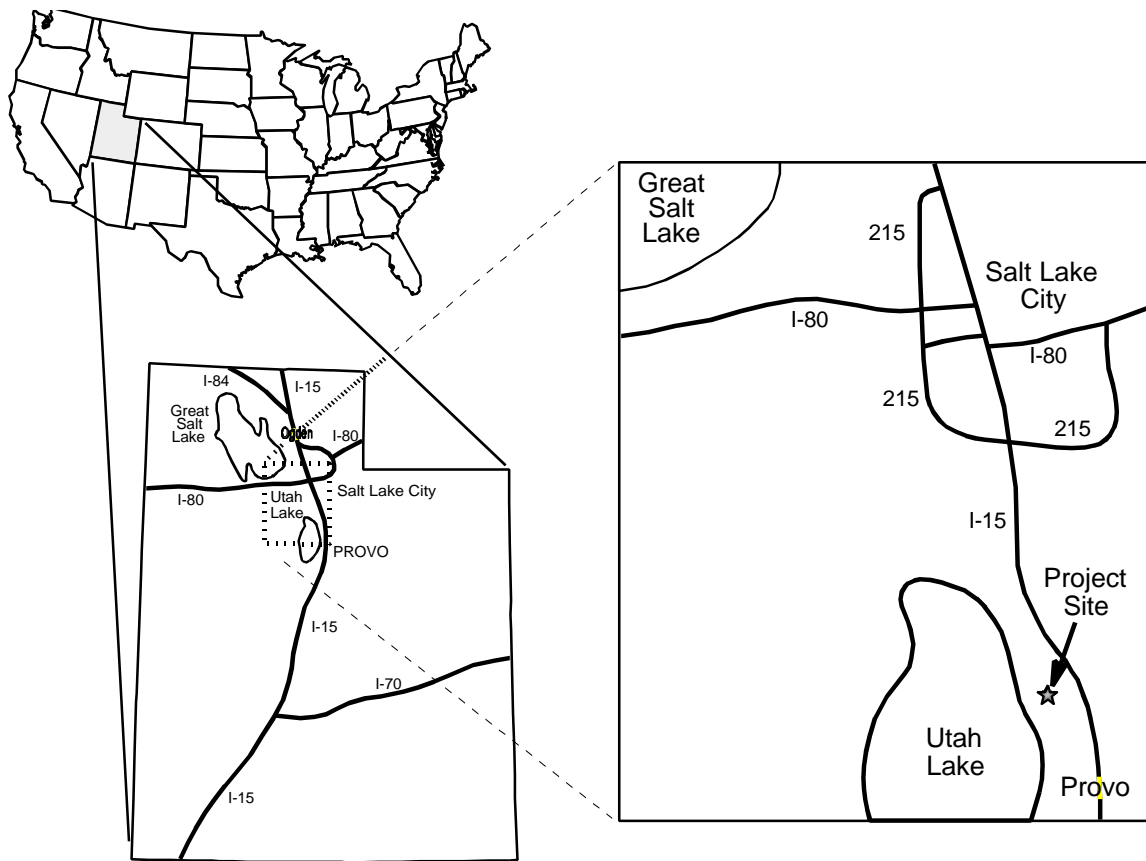 I-84
I-15
Great
Salt
Lake
Ogden
I-80
I-80
Utah
Lake
Salt Lake City
PROVO
I-15
I-70
I-15
Great
Salt
Lake
215
Salt Lake
City
I-80
I-80
215
215
I-15
Project
Site
Utah
Lake
Provo